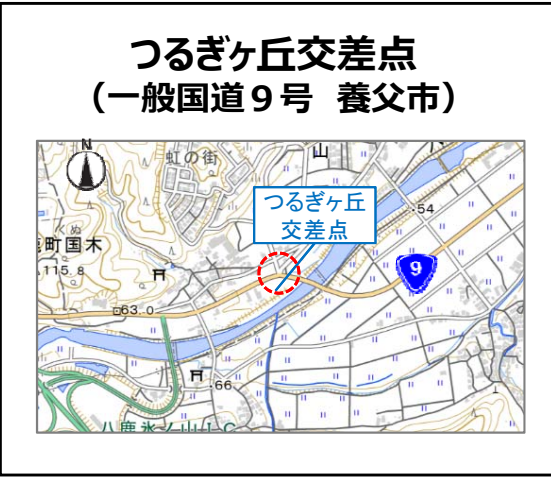 つるぎヶ丘交差点
（一般国道９号 養父市）
N
虹の街
山
つるぎヶ丘
交差点
54
くぬ
町国木
9
115.8
63.0
66
八鹿氷ノ山ＩＣ